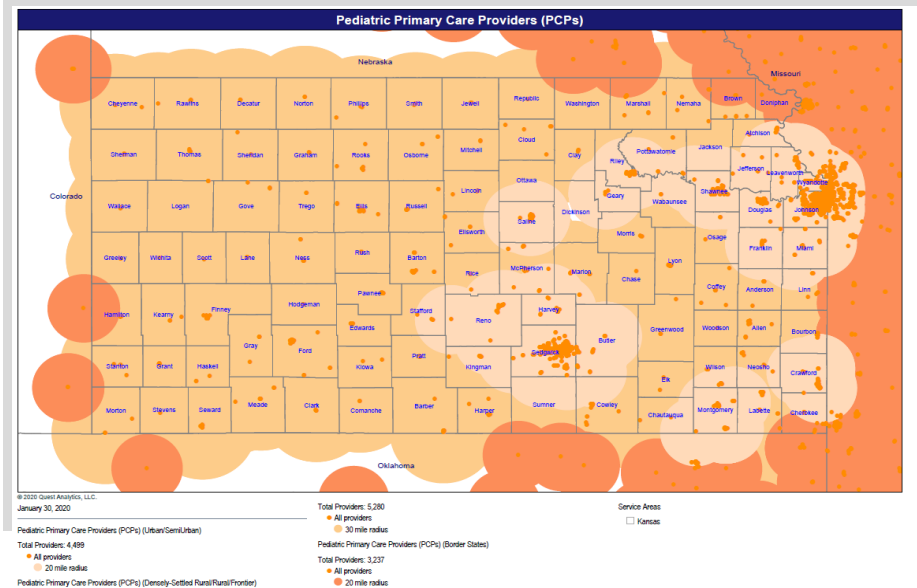 Pediatric Primary Care Providers (PCPs)
Nebraska
Missouri
Colorado
Oklahoma
Cheyenne Rawlins Decatur Norton Phillips Smith Jewell Republic Washington Marshall Nemaha Brown Doniphan
Atchison
Sherman Thomas Sheridan Graham Rooks Osborne Mitchell Cloud Clay Riley Pottawatomie Jackson
Jefferson Leavenworth
Wyandotte
Wallace Logan Gove Trego Ellis Russell Lincoln Ottawa Geary Wabaunsee Shawnee
Saline Dickinson Douglas Johnson
Ellsworth Morris Osage Franklin Miami
Greeley Wichita Scott Lane Ness Rush Barton Rice McPherson Marion Chase Lyon
Coffey Anderson Linn
Hamilton Kearny Finney Hodgeman Pawnee Stafford Reno Harvey
Gray Ford Edwards Sedgwick Butler Greenwood Woodson Allen Bourbon
Stanton Grant Haskell Kiowa Pratt Kingman Elk Wilson Neosho Crawford
Morton Stevens Seward Meade Clark Comanche Barber Harper Sumner Cowley Chautauqua Montgomery Labette Cherokee
© 2020 Quest Analytics, LLC.
January 30, 2020
Pediatric Primary Care Providers (PCPs) (Urban/SemiUrban)
Total Providers: 4,499
All providers
20 mile radius
Pediatric Primary Care Providers (PCPs) (Densely-Settled Rural/Rural/Frontier)
Total Providers: 5,280
All providers
30 mile radius
Pediatric Primary Care Providers (PCPs) (Border States)
Total Providers: 3,237
All providers
20 mile radius
Service Areas
Kansas